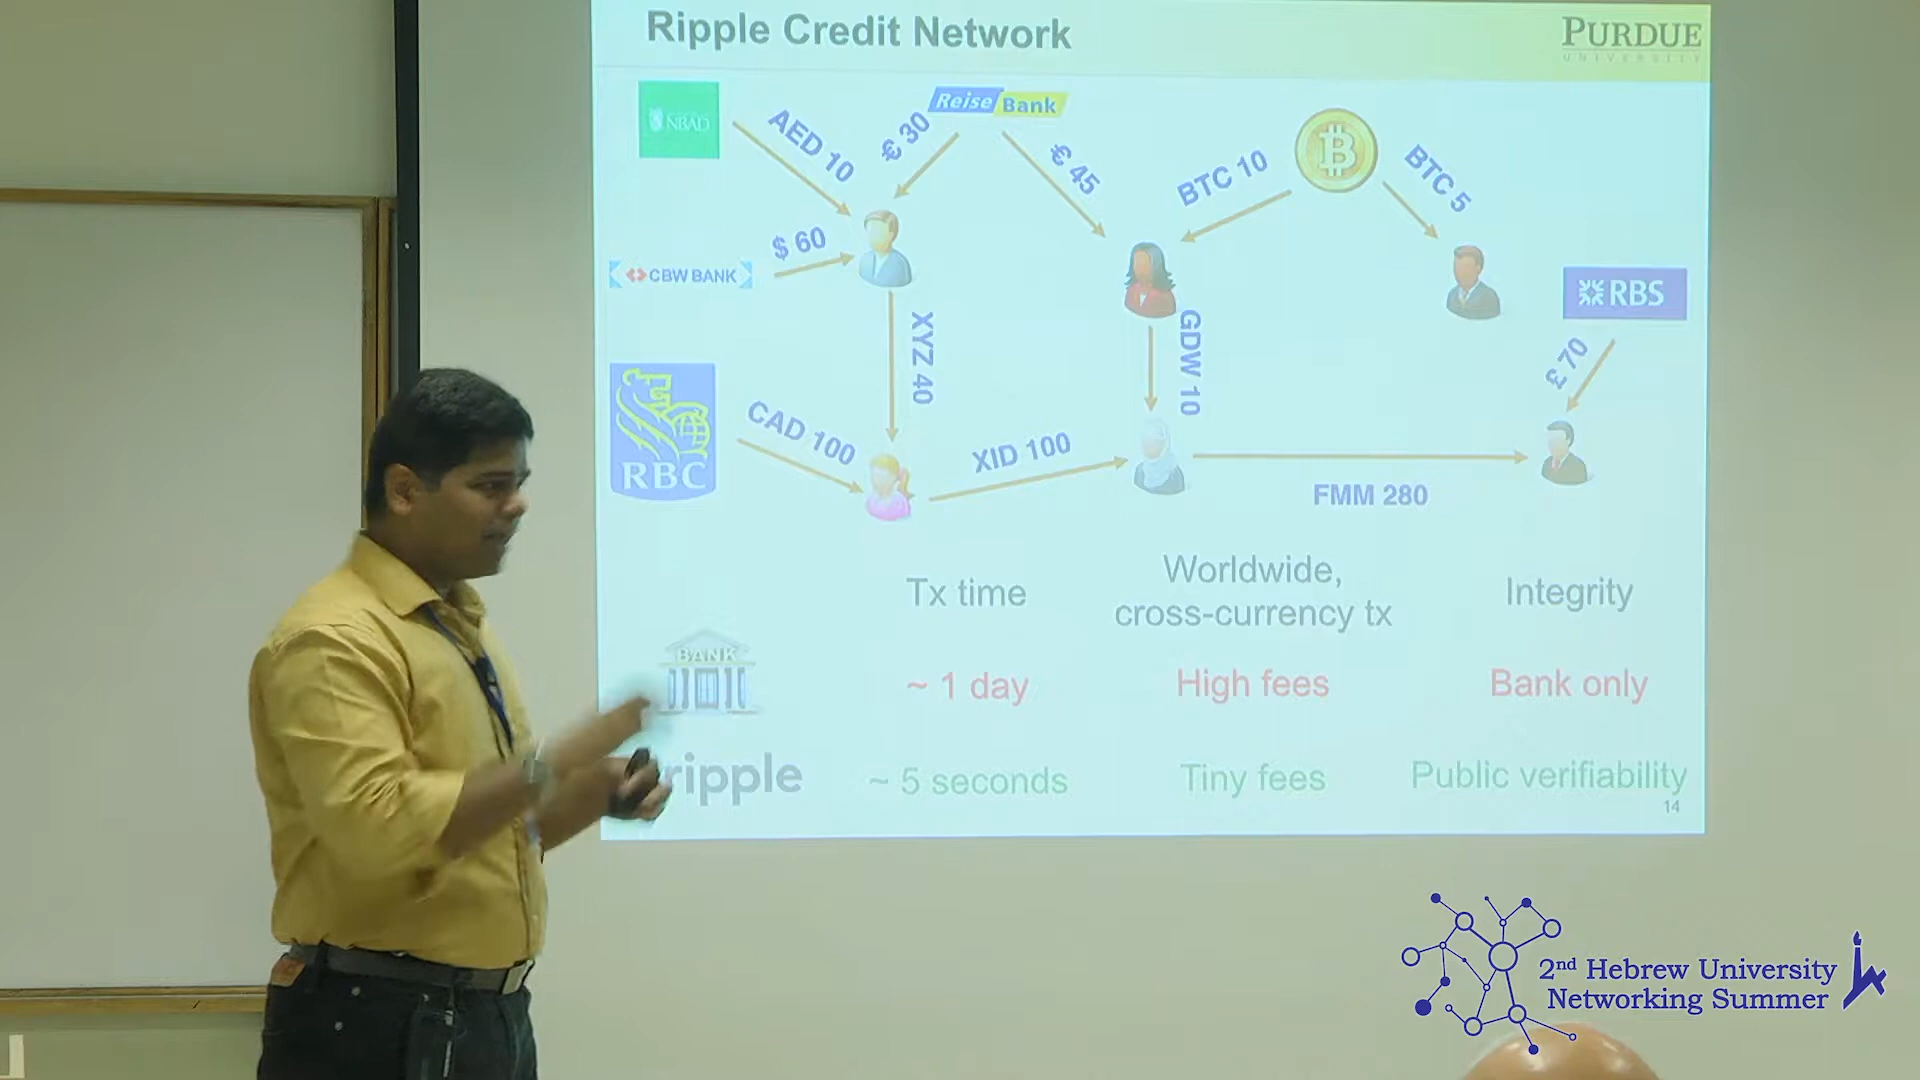 Ripple Credit Network
PURDUE
UNIVERSITY
NBAD
AED 10
€ 30
Reise Bank
€ 45
BTC 10
BTC 5
CBW BANK
$ 60
RBS
£ 70
XYZ 40
GDW 10
RBC
CAD 100
XID 100
FMM 280
Tx time
Worldwide,
cross-currency tx
Integrity
BANK
~ 1 day
High fees
Bank only
ripple
~ 5 seconds
Tiny fees
Public verifiability
14
2nd Hebrew University
Networking Summer